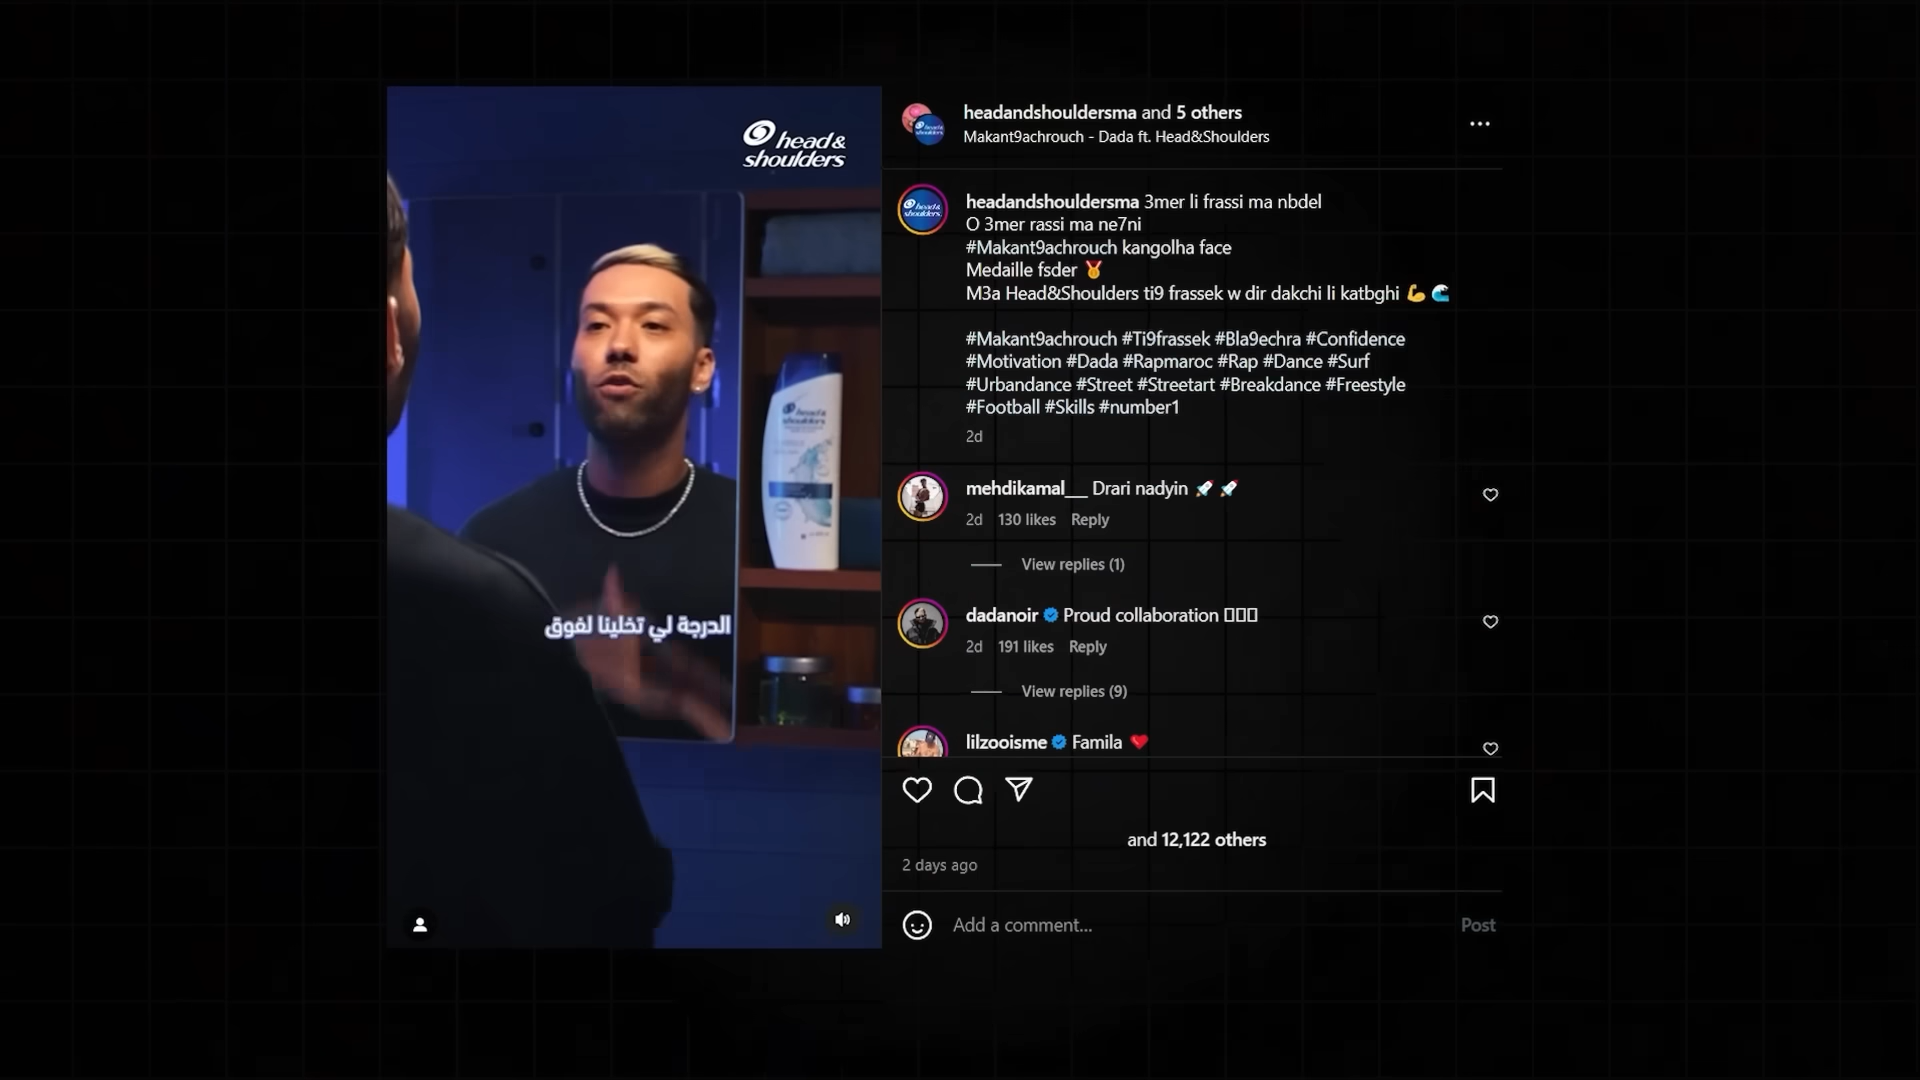 head&
shoulders
الدرجة لي تخلينا لفوق
headandshouldersma and 5 others
Makant9achrouch - Dada ft. Head&Shoulders
headandshouldersma 3mer li frassi ma nbdel
O 3mer rassi ma ne7ni
#Makant9achrouch kangolha face
Medaille fsder 🏅
M3a Head&Shoulders ti9 frassek w dir dakchi li katbghi 💪 🌊
#Makant9achrouch #Ti9frassek #Bla9echra #Confidence
#Motivation #Dada #Rapmaroc #Rap #Dance #Surf
#Urbandance #Street #Streetart #Breakdance #Freestyle
#Football #Skills #number1
2d
mehdikamal__ Drari nadyin 🚀 🚀
2d 130 likes Reply
View replies (1)
dadanoir Proud collaboration
2d 191 likes Reply
View replies (9)
lilzooisme Famila ❤️
and 12,122 others
2 days ago
Add a comment...
Post